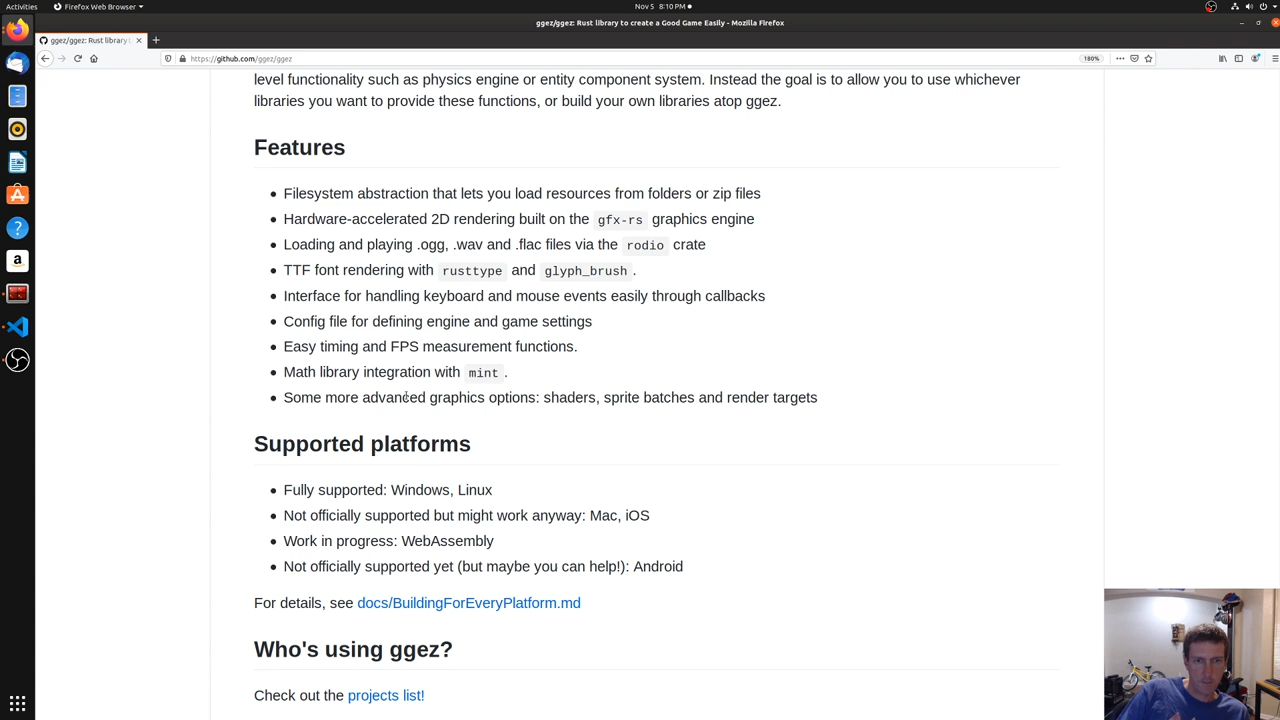 Activities
Firefox Web Browser
Nov 5 8:10 PM
ggez/ggez: Rust library to create a Good Game Easily - Mozilla Firefox
ggez/ggez: Rust library
https://github.com/ggez/ggez
180%
level functionality such as physics engine or entity component system. Instead the goal is to allow you to use whichever
libraries you want to provide these functions, or build your own libraries atop ggez.
Features
Filesystem abstraction that lets you load resources from folders or zip files
Hardware-accelerated 2D rendering built on the gfx-rs graphics engine
Loading and playing .ogg, .wav and .flac files via the rodio crate
TTF font rendering with rusttype and glyph_brush.
Interface for handling keyboard and mouse events easily through callbacks
Config file for defining engine and game settings
Easy timing and FPS measurement functions.
Math library integration with mint.
Some more advanced graphics options: shaders, sprite batches and render targets
Supported platforms
Fully supported: Windows, Linux
Not officially supported but might work anyway: Mac, iOS
Work in progress: WebAssembly
Not officially supported yet (but maybe you can help!): Android
For details, see docs/BuildingForEveryPlatform.md
Who's using ggez?
Check out the projects list!